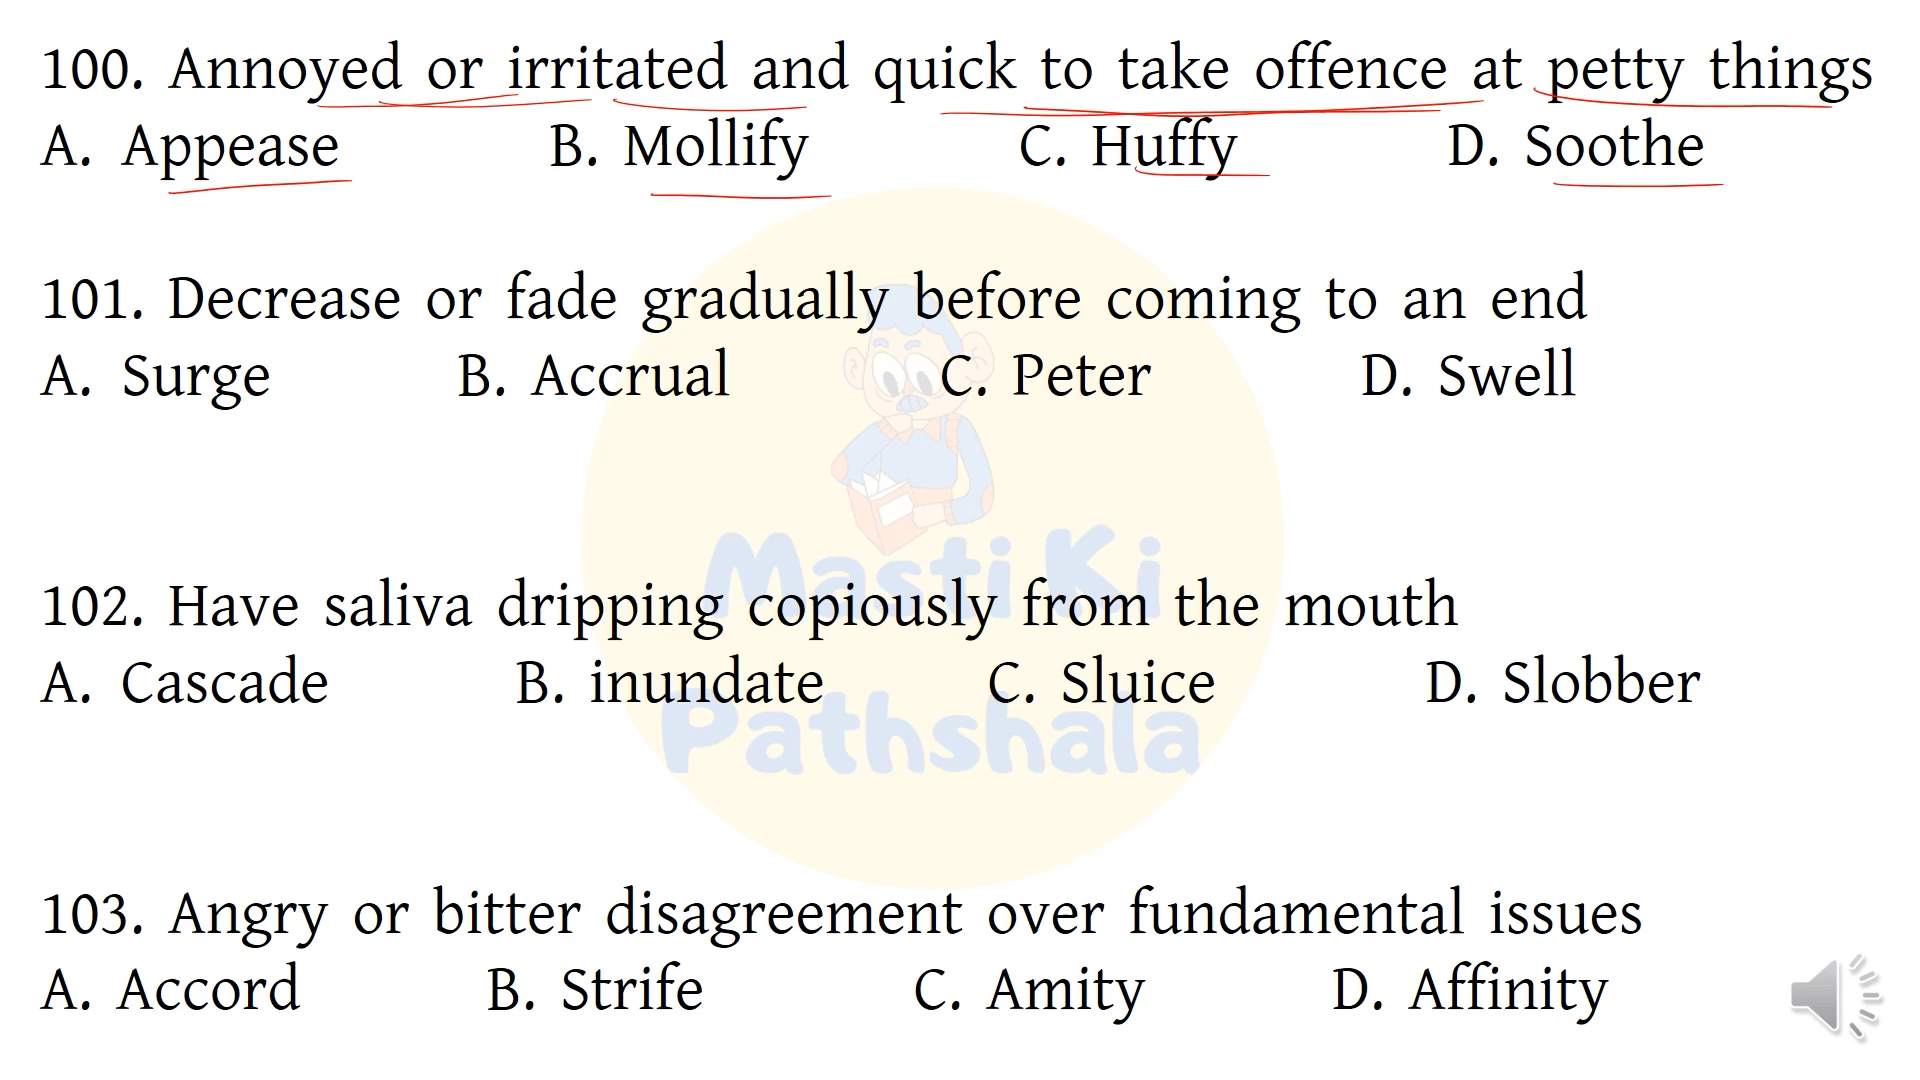 100. Annoyed or irritated and quick to take offence at petty things
A. Appease B. Mollify C. Huffy D. Soothe
101. Decrease or fade gradually before coming to an end
A. Surge B. Accrual C. Peter D. Swell
102. Have saliva dripping copiously from the mouth
A. Cascade B. inundate C. Sluice D. Slobber
103. Angry or bitter disagreement over fundamental issues
A. Accord B. Strife C. Amity D. Affinity
Masti Ki
Pathshala